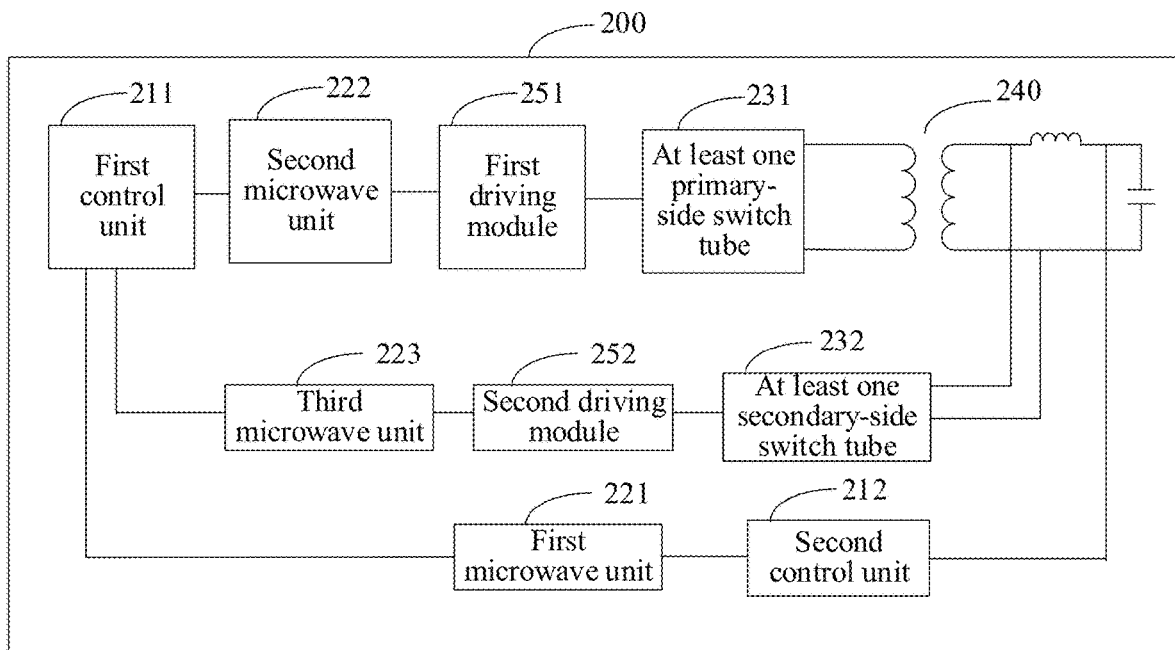 200
211
222
251
231
240
First
control
unit
Second
microwave
unit
First
driving
module
At least one
primary-
side switch
tube
223
252
232
Third
microwave unit
Second driving
module
At least one
secondary-side
switch tube
221
212
First
microwave unit
Second
control unit